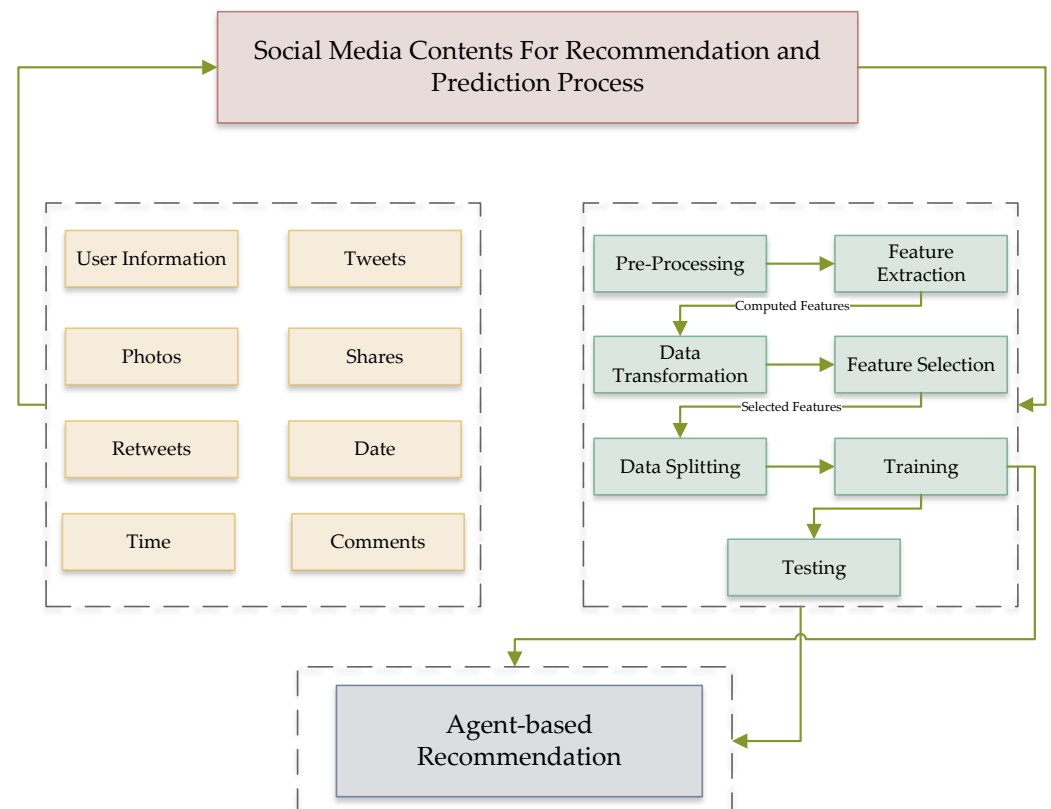 Social Media Contents For Recommendation and
Prediction Process
User Information
Tweets
Photos
Shares
Retweets
Date
Time
Comments
Pre-Processing
Feature
Extraction
Computed Features
Data
Transformation
Feature Selection
Selected Features
Data Splitting
Training
Testing
Agent-based
Recommendation